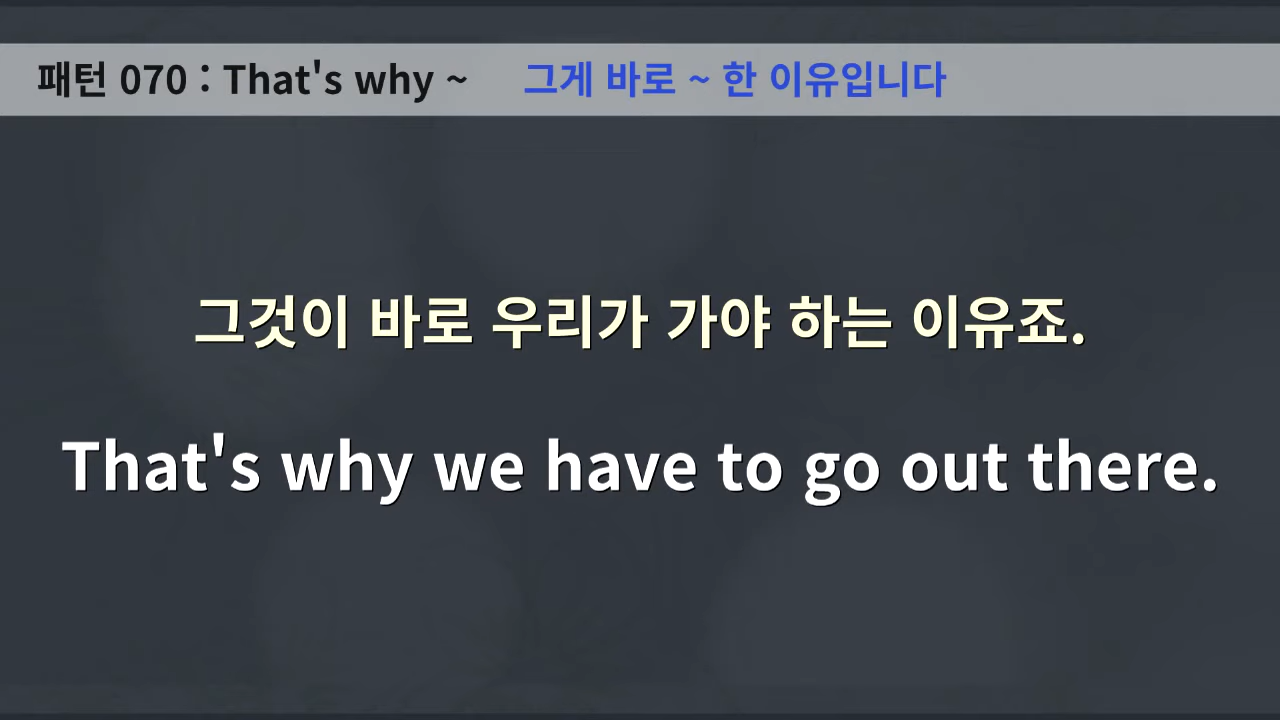 패턴 070 : That's why ~ 그게 바로 ~ 한 이유입니다
그것이 바로 우리가 가야 하는 이유죠.
That's why we have to go out there.